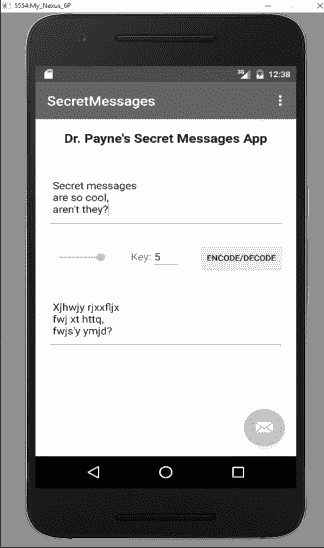 5554:My_Nexus_6P
3G 12:38
SecretMessages
Dr. Payne's Secret Messages App
Secret messages
are so cool,
aren't they?
Key: 5 ENCODE/DECODE
Xjhwjy rjxxfljx
fwj xt httq,
fwjs'y ymjd?